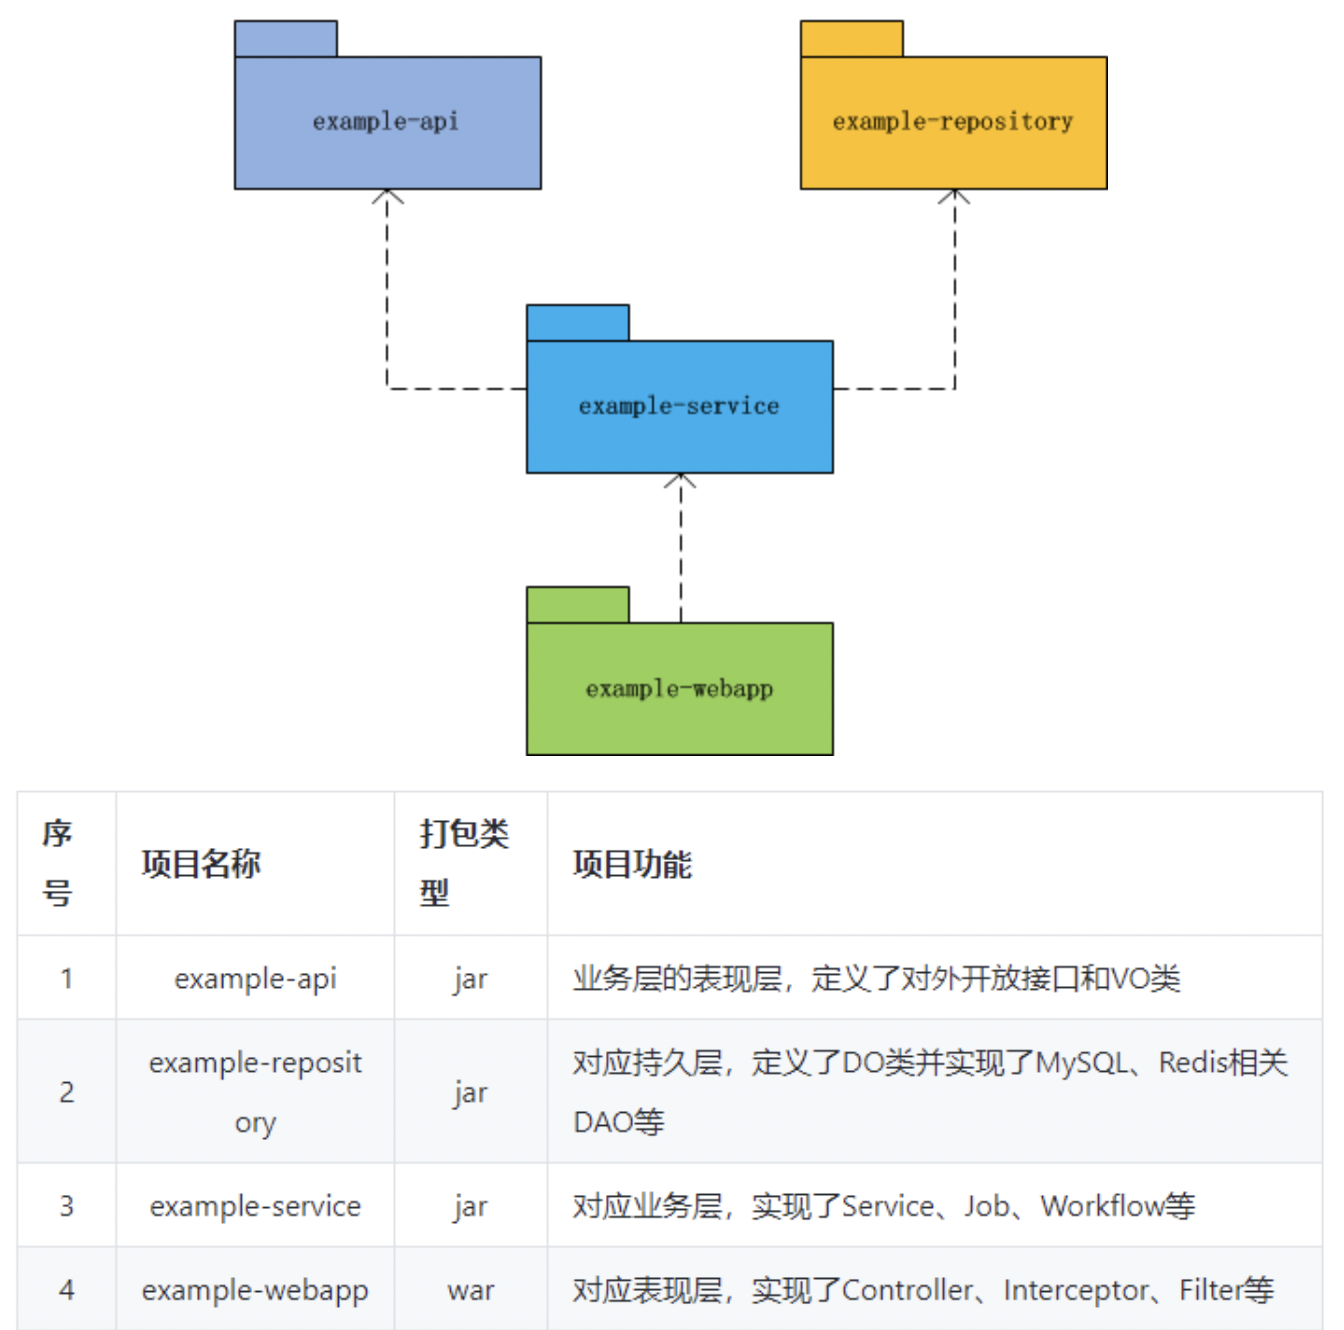 example-api
example-repository
example-service
example-webapp
序
号
项目名称
打包类
型
项目功能
1
example-api
jar
业务层的表现层，定义了对外开放接口和VO类
2
example-reposit
ory
jar
对应持久层，定义了DO类并实现了MySQL、Redis相关
DAO等
3
example-service
jar
对应业务层，实现了Service、Job、Workflow等
4
example-webapp
war
对应表现层，实现了Controller、Interceptor、Filter等